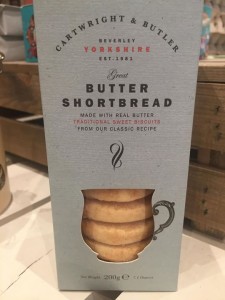 CARTWRIGHT & BUTLER
BEVERLEY
YORKSHIRE
EST.1981
Great
BUTTER
SHORTBREAD
MADE WITH REAL BUTTER
TRADITIONAL SWEET BISCUITS
FROM OUR CLASSIC RECIPE
200g ℮